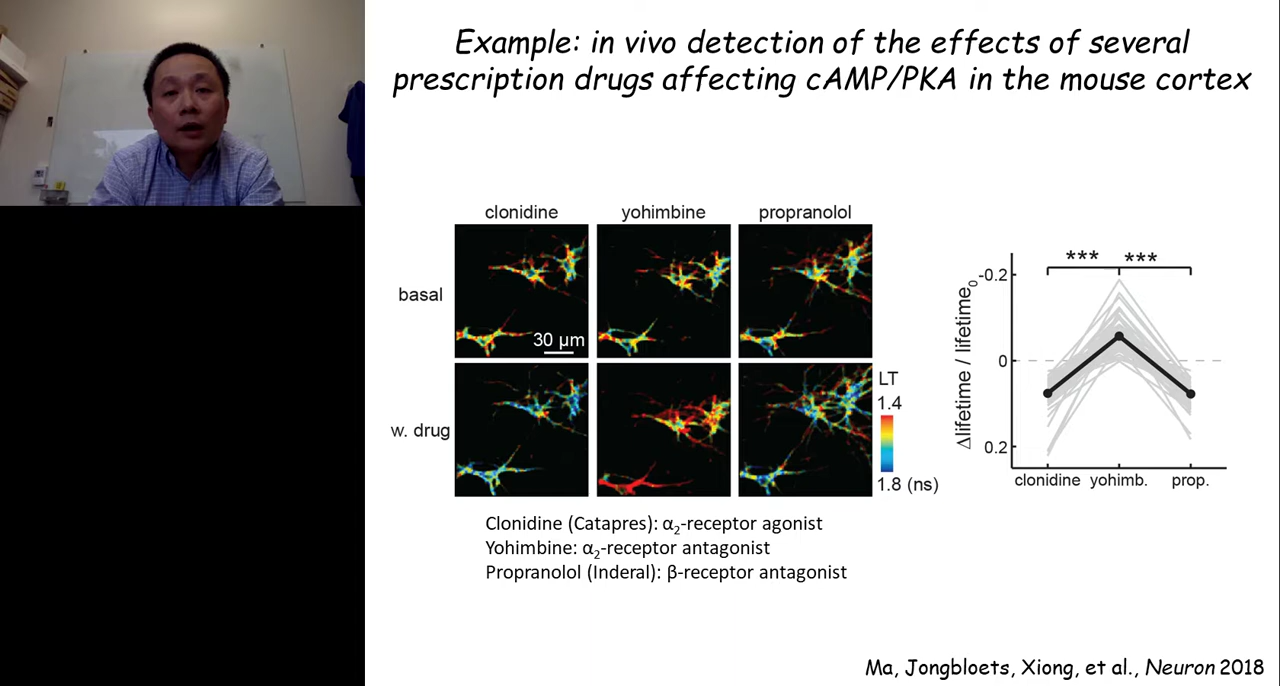 Example: in vivo detection of the effects of several
prescription drugs affecting cAMP/PKA in the mouse cortex
clonidine yohimbine propranolol
basal
30 µm
w. drug
LT
1.4
1.8 (ns)
*** ***
-0.2
0
0.2
Δlifetime / lifetime₀
clonidine yohimb. prop.
Clonidine (Catapres): α₂-receptor agonist
Yohimbine: α₂-receptor antagonist
Propranolol (Inderal): β-receptor antagonist
Ma, Jongbloets, Xiong, et al., Neuron 2018